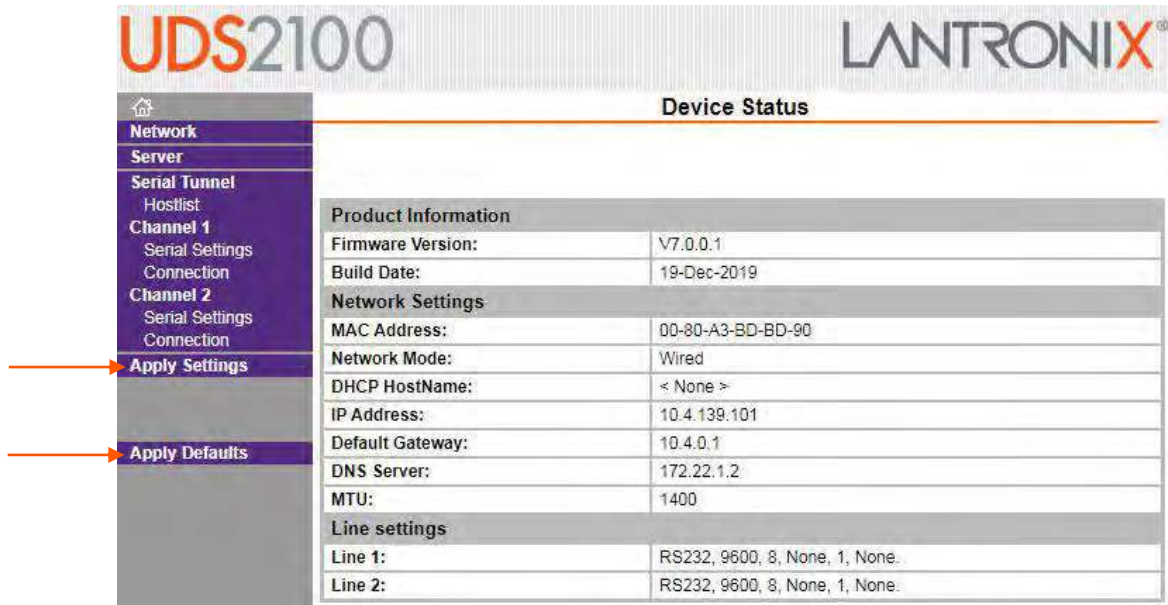 UDS2100
LANTRONIX®
Device Status
Network
Server
Serial Tunnel
Hostlist
Channel 1
Serial Settings
Connection
Channel 2
Serial Settings
Connection
Apply Settings
Apply Defaults
Product Information
Firmware Version: V7.0.0.1
Build Date: 19-Dec-2019
Network Settings
MAC Address: 00-80-A3-BD-BD-90
Network Mode: Wired
DHCP HostName: < None >
IP Address: 10.4.139.101
Default Gateway: 10.4.0.1
DNS Server: 172.22.1.2
MTU: 1400
Line settings
Line 1: RS232, 9600, 8, None, 1, None.
Line 2: RS232, 9600, 8, None, 1, None.